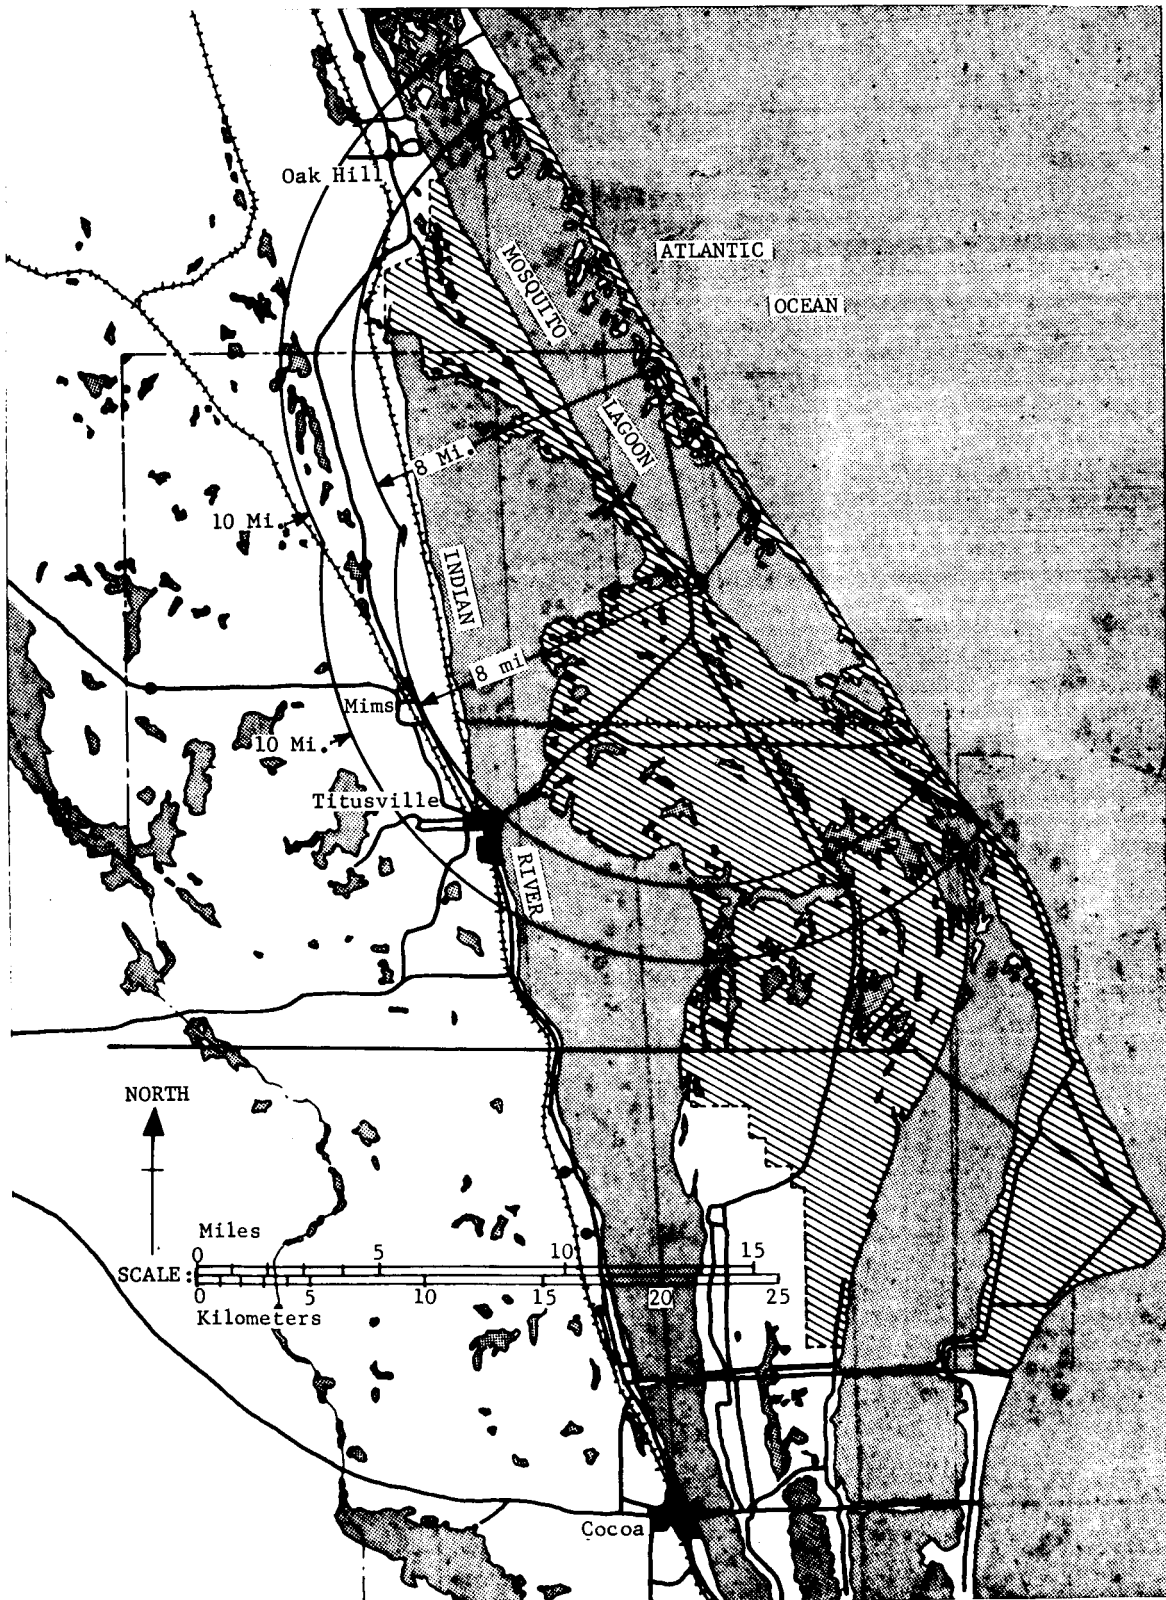 Oak Hill
MOSQUITO
ATLANTIC
OCEAN
LAGOON
8 Mi.
10 Mi.
INDIAN
8 mi
Mims
10 Mi.
Titusville
RIVER
NORTH
Miles
0 5 10 15
SCALE:
0 5 10 15 20 25
Kilometers
Cocoa